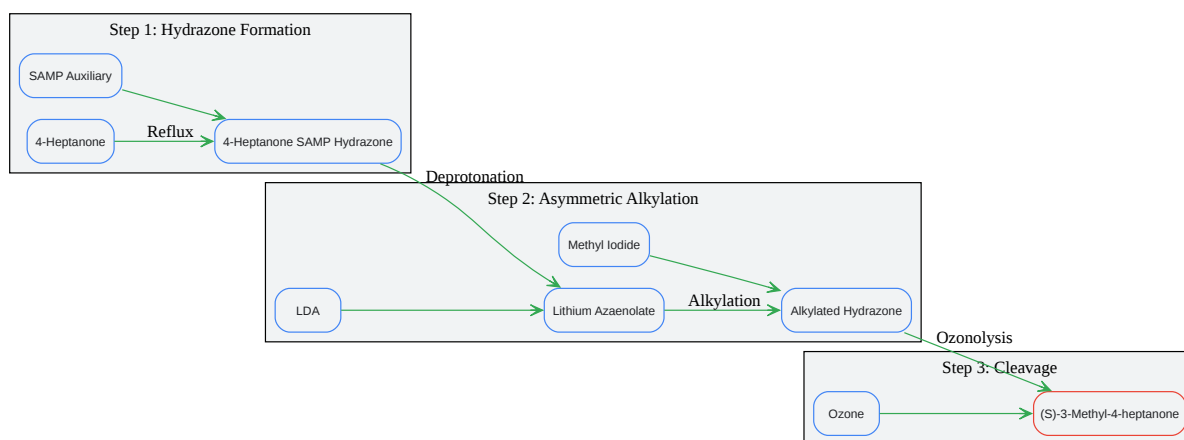 Step 1: Hydrazone Formation
SAMP Auxiliary
4-Heptanone
Reflux
4-Heptanone SAMP Hydrazone
Deprotonation
Step 2: Asymmetric Alkylation
Methyl Iodide
LDA
Lithium Azaenolate
Alkylation
Alkylated Hydrazone
Ozonolysis
Step 3: Cleavage
Ozone
(S)-3-Methyl-4-heptanone